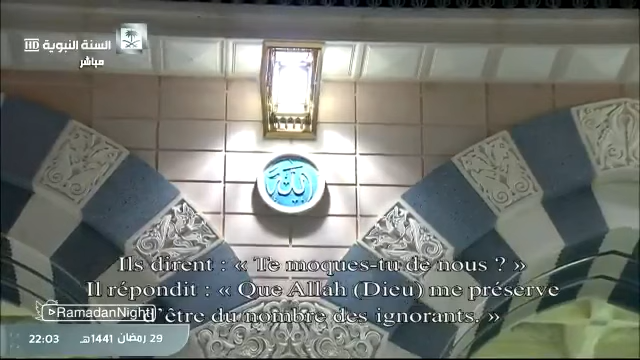 السنة النبوية HD
مباشر
الله
Ils dirent : « Te moques-tu de nous ? »
Il répondit : « Que Allah (Dieu) me préserve
d'être du nombre des ignorants. »
RamadanNight
22:03 29 رمضان 1441هـ